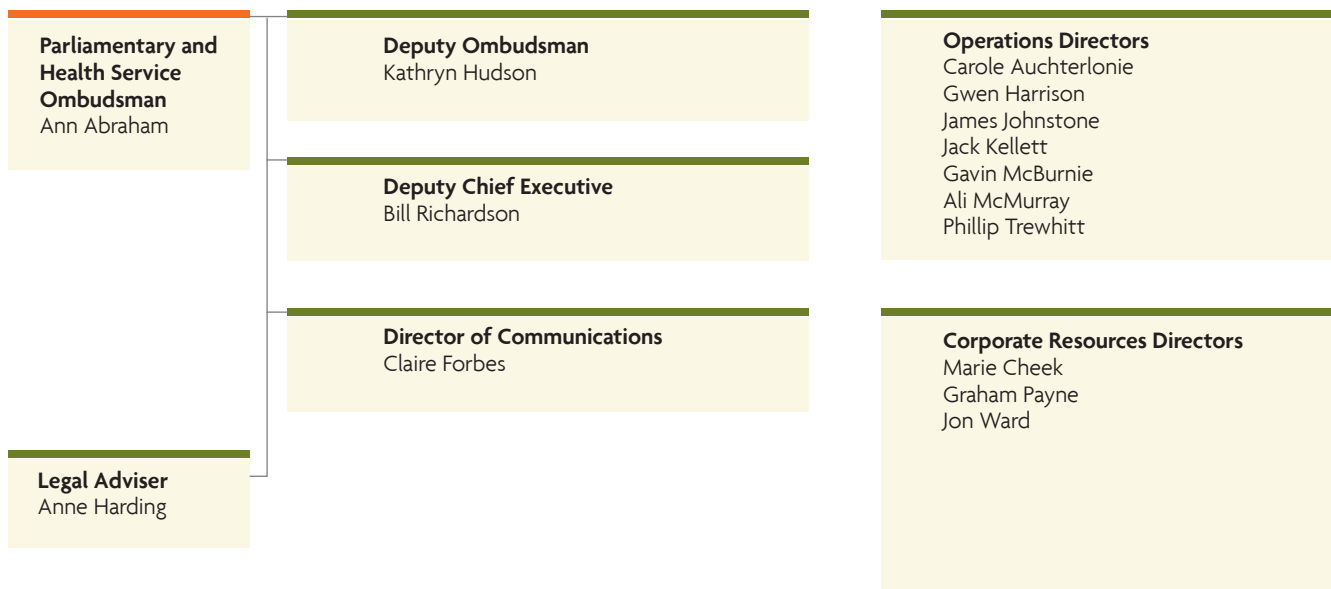 Parliamentary and
Health Service
Ombudsman
Ann Abraham
Deputy Ombudsman
Kathryn Hudson
Deputy Chief Executive
Bill Richardson
Director of Communications
Claire Forbes
Legal Adviser
Anne Harding
Operations Directors
Carole Auchterlonie
Gwen Harrison
James Johnstone
Jack Kellett
Gavin McBurnie
Ali McMurray
Phillip Trewhitt
Corporate Resources Directors
Marie Cheek
Graham Payne
Jon Ward